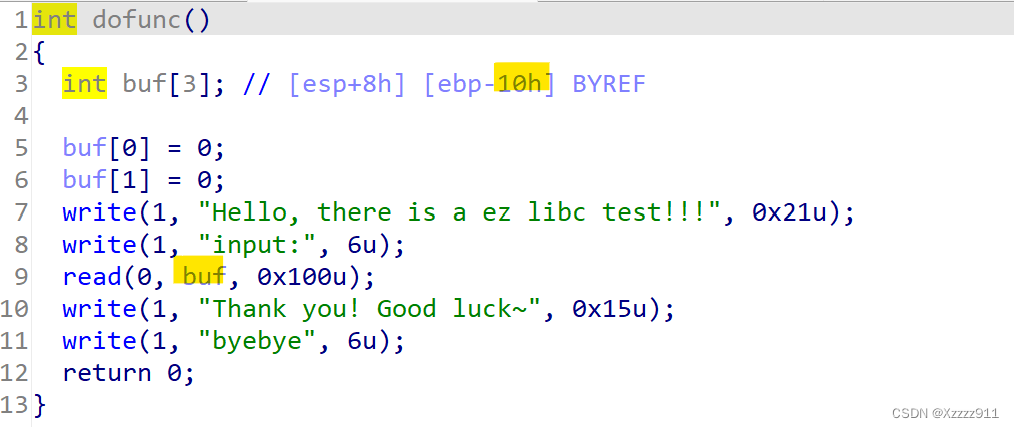 1 int dofunc()
2 {
3 int buf[3]; // [esp+8h] [ebp-10h] BYREF
4
5 buf[0] = 0;
6 buf[1] = 0;
7 write(1, "Hello, there is a ez libc test!!!", 0x21u);
8 write(1, "input:", 6u);
9 read(0, buf, 0x100u);
10 write(1, "Thank you! Good luck~", 0x15u);
11 write(1, "byebye", 6u);
12 return 0;
13 }
CSDN @Xzzzz911